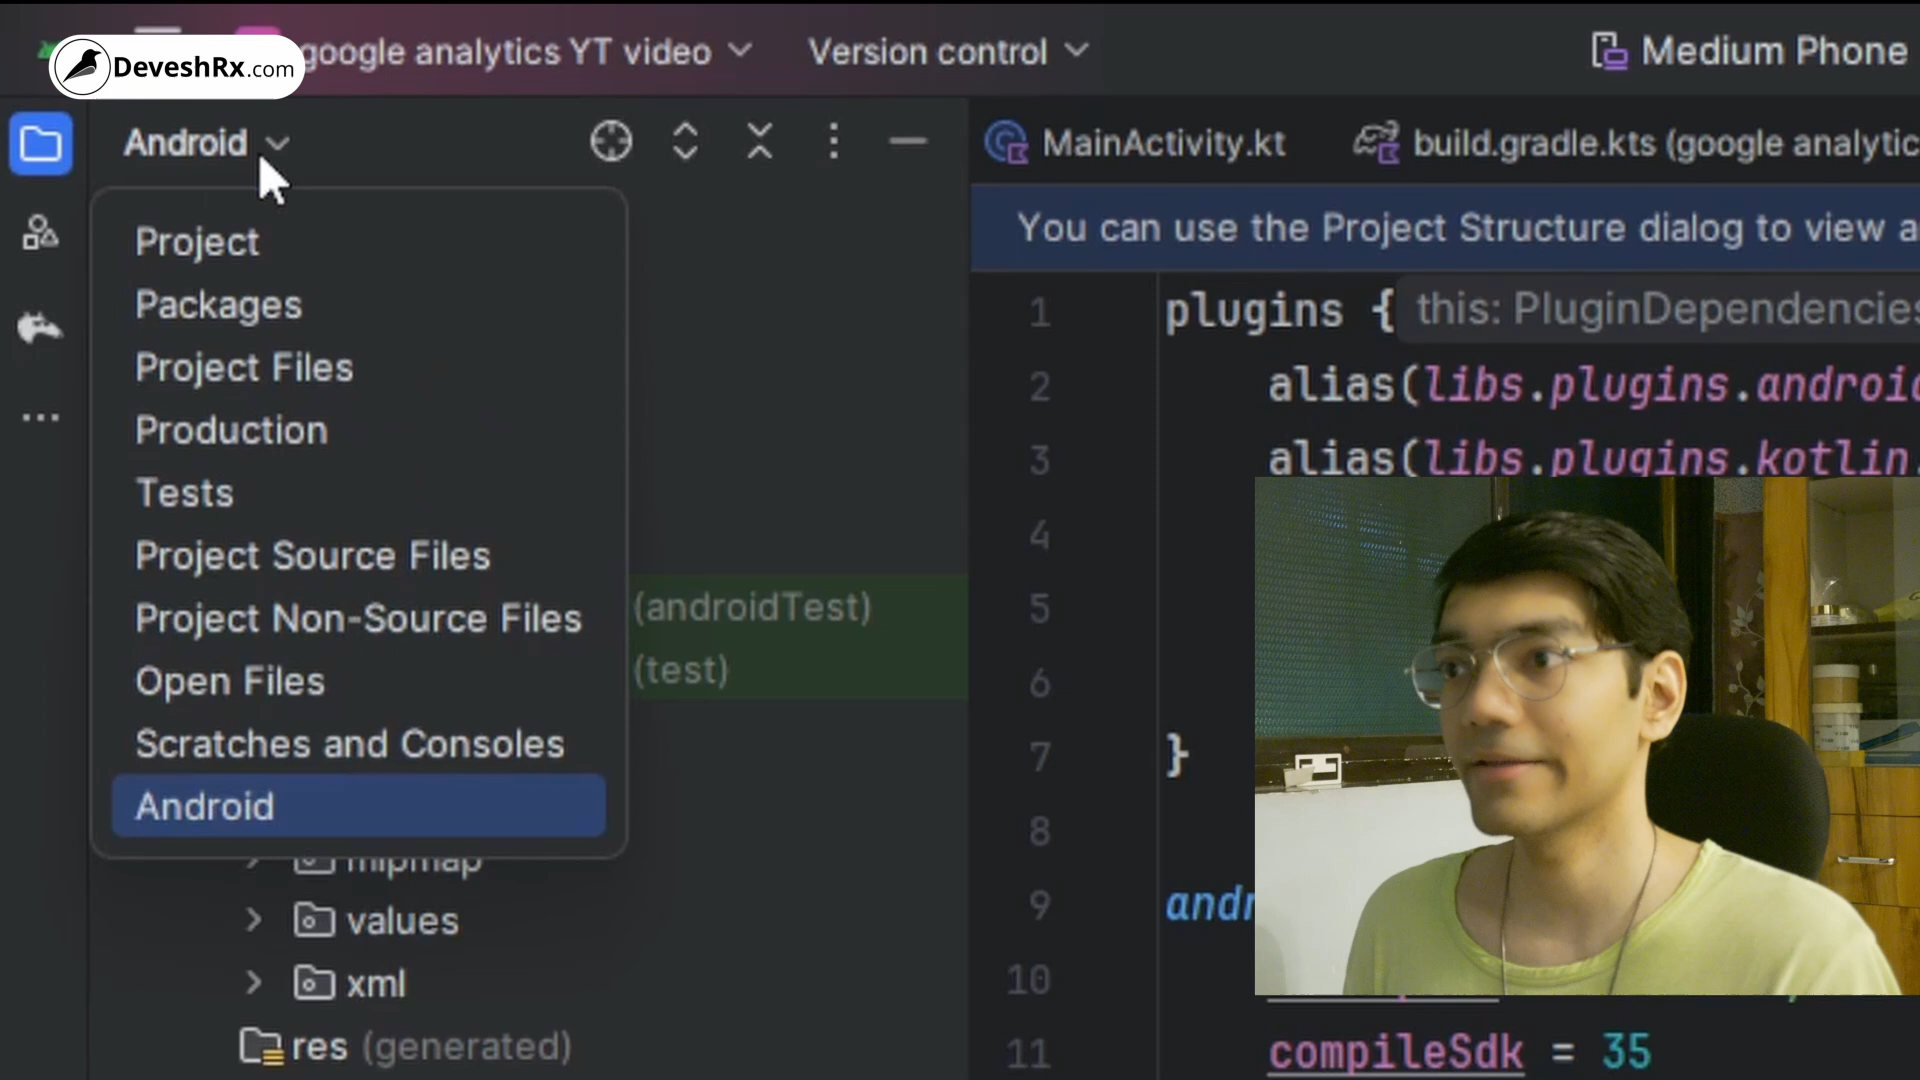 DeveshRx.com
google analytics YT video
Version control
Medium Phone
Android
MainActivity.kt
build.gradle.kts (google analytic
You can use the Project Structure dialog to view a
Project
Packages
Project Files
Production
Tests
Project Source Files
Project Non-Source Files
Open Files
Scratches and Consoles
Android
(androidTest)
(test)
mipmap
values
xml
res (generated)
1 plugins { this: PluginDependencies
2 alias(libs.plugins.android
3 alias(libs.plugins.kotlin.
4
5
6
7 }
8
9 andr
10
11 compileSdk = 35